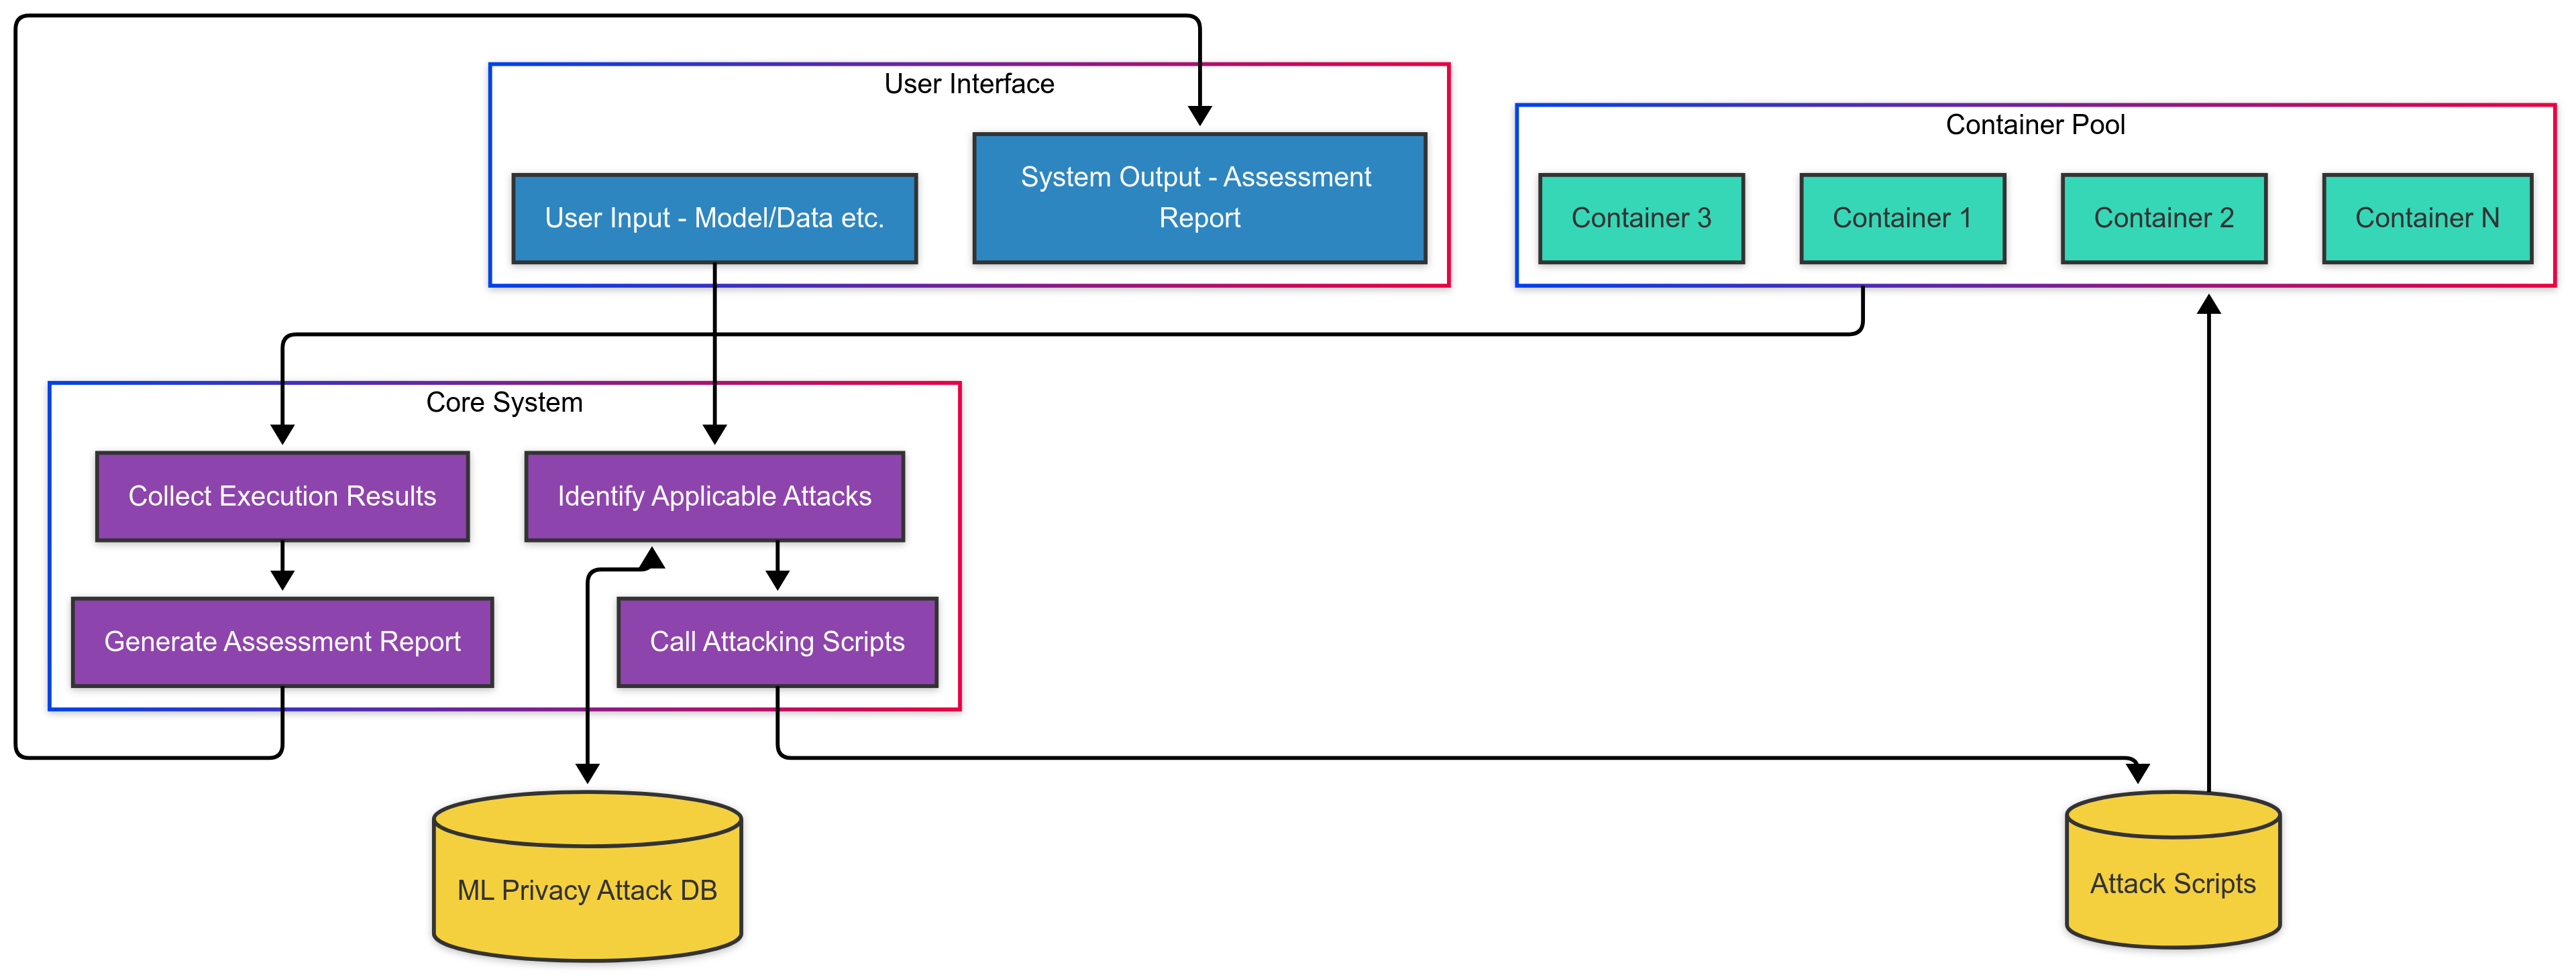 User Interface
User Input - Model/Data etc.
System Output - Assessment
Report
Container Pool
Container 3
Container 1
Container 2
Container N
Core System
Collect Execution Results
Identify Applicable Attacks
Generate Assessment Report
Call Attacking Scripts
ML Privacy Attack DB
Attack Scripts